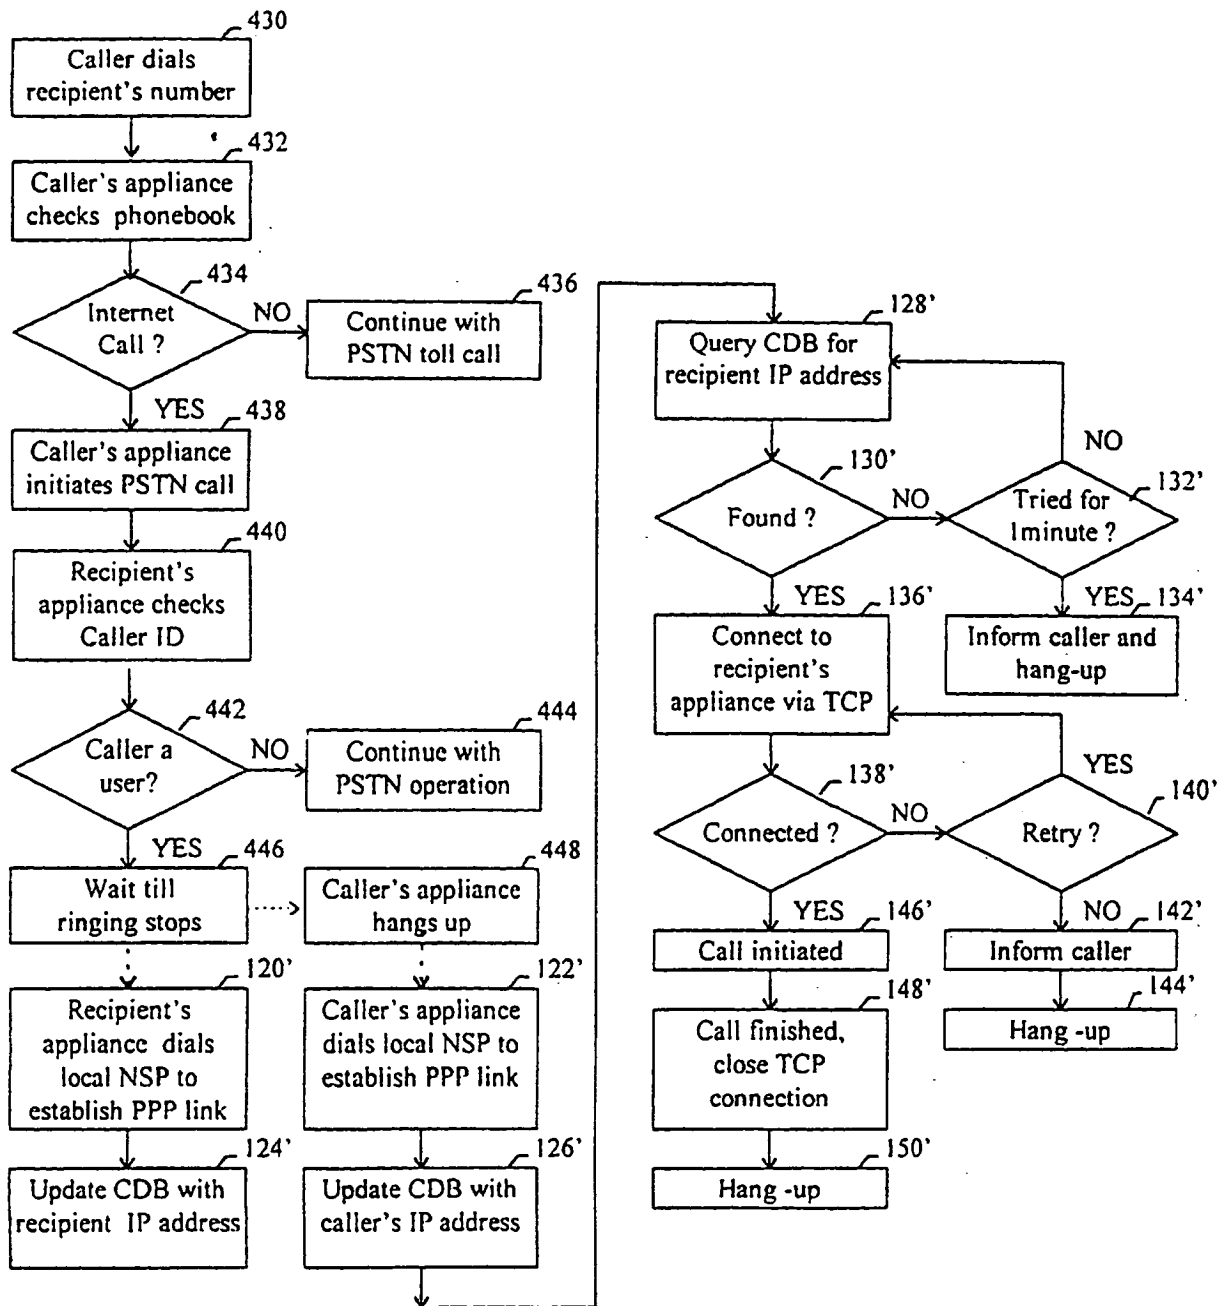 430
Caller dials
recipient's number
432
Caller's appliance
checks phonebook
434
Internet
Call ?
NO
436
Continue with
PSTN toll call
YES
438
Caller's appliance
initiates PSTN call
440
Recipient's
appliance checks
Caller ID
442
Caller a
user?
NO
444
Continue with
PSTN operation
YES
446
Wait till
ringing stops
448
Caller's appliance
hangs up
120'
Recipient's
appliance dials
local NSP to
establish PPP link
122'
Caller's appliance
dials local NSP to
establish PPP link
124'
Update CDB with
recipient IP address
126'
Update CDB with
caller's IP address
128'
Query CDB for
recipient IP address
130'
Found ?
NO
132'
Tried for
1minute ?
NO
YES
134'
Inform caller and
hang-up
YES
136'
Connect to
recipient's
appliance via TCP
138'
Connected ?
NO
140'
Retry ?
YES
NO
142'
Inform caller
144'
Hang -up
YES
146'
Call initiated
148'
Call finished,
close TCP
connection
150'
Hang -up